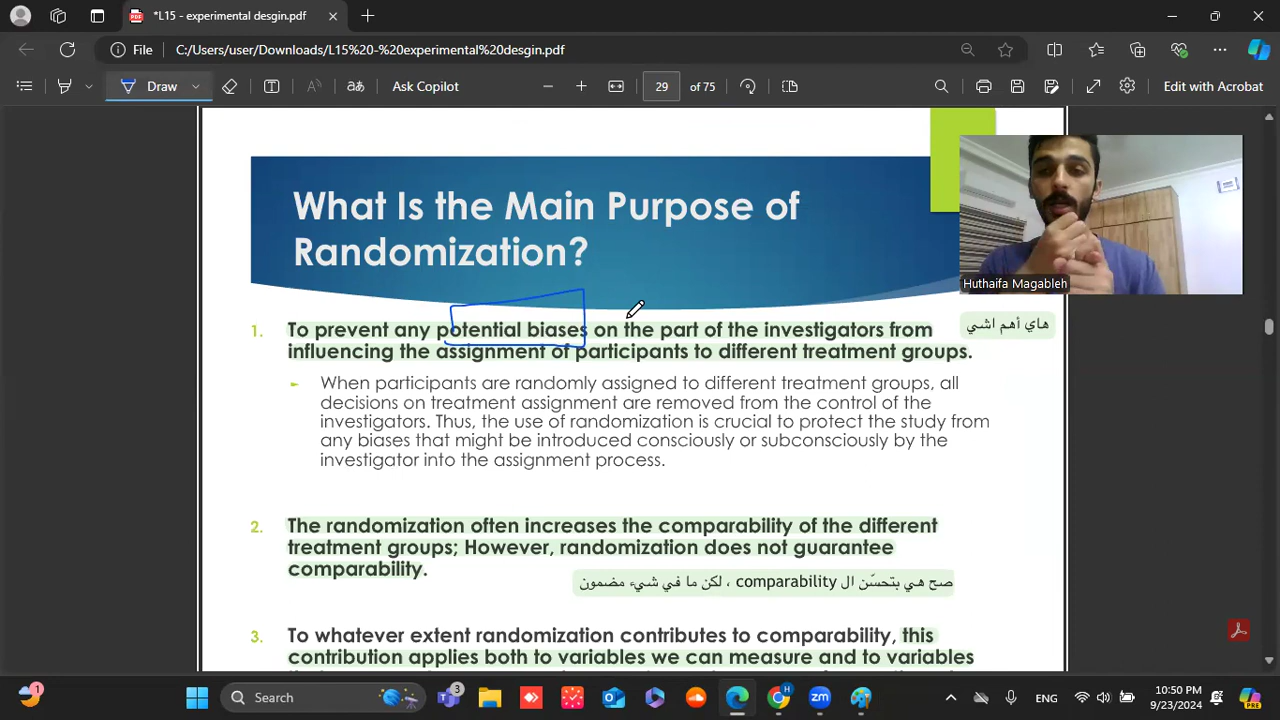 *L15 - experimental desgin.pdf
File
C:/Users/user/Downloads/L15%20-%20experimental%20desgin.pdf
Draw
Ask Copilot
29
of 75
Edit with Acrobat
What Is the Main Purpose of
Randomization?
Huthaifa Magableh
1. To prevent any potential biases on the part of the investigators from
هاي أهم اشي
influencing the assignment of participants to different treatment groups.
When participants are randomly assigned to different treatment groups, all
decisions on treatment assignment are removed from the control of the
investigators. Thus, the use of randomization is crucial to protect the study from
any biases that might be introduced consciously or subconsciously by the
investigator into the assignment process.
2. The randomization often increases the comparability of the different
treatment groups; However, randomization does not guarantee
comparability.
صح هي بتحسّن ال comparability ، لكن ما في شيء مضمون
3. To whatever extent randomization contributes to comparability, this
contribution applies both to variables we can measure and to variables
1
Search
3
ENG
10:50 PM
9/23/2024